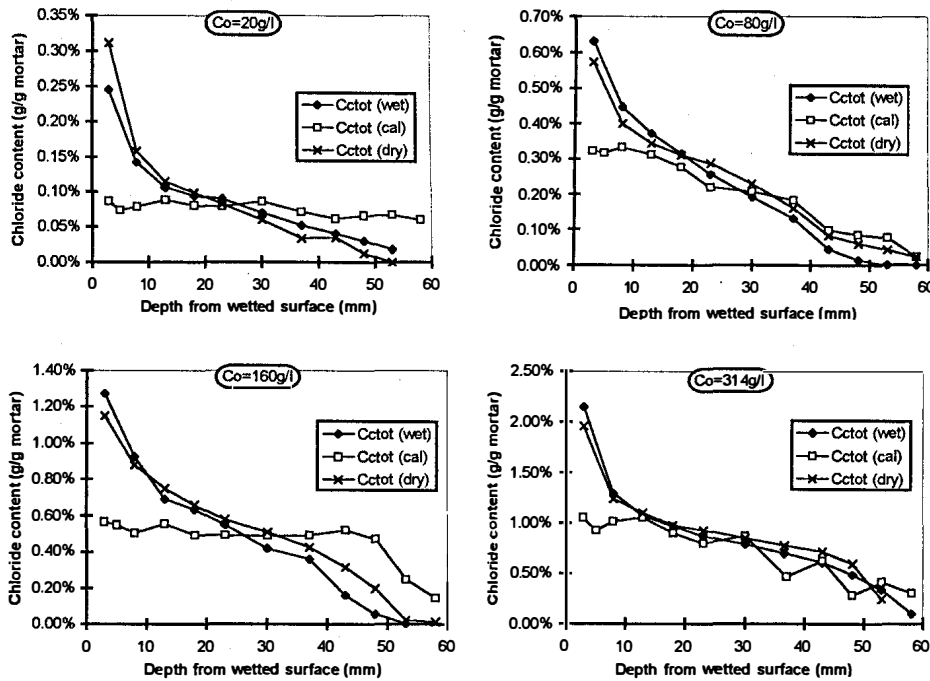 Co=20g/l
Chloride content (g/g mortar)
0.35%
0.30%
0.25%
0.20%
0.15%
0.10%
0.05%
0.00%
Cctot (wet)
Cctot (cal)
Cctot (dry)
0 10 20 30 40 50 60
Depth from wetted surface (mm)
Co=80g/l
Chloride content (g/g mortar)
0.70%
0.60%
0.50%
0.40%
0.30%
0.20%
0.10%
0.00%
Cctot (wet)
Cctot (cal)
Cctot (dry)
0 10 20 30 40 50 60
Depth from wetted surface (mm)
Co=160g/l
Chloride content (g/g mortar)
1.40%
1.20%
1.00%
0.80%
0.60%
0.40%
0.20%
0.00%
Cctot (wet)
Cctot (cal)
Cctot (dry)
0 10 20 30 40 50 60
Depth from wetted surface (mm)
Co=314g/l
Chloride content (g/g mortar)
2.50%
2.00%
1.50%
1.00%
0.50%
0.00%
Cctot (wet)
Cctot (cal)
Cctot (dry)
0 10 20 30 40 50 60
Depth from wetted surface (mm)